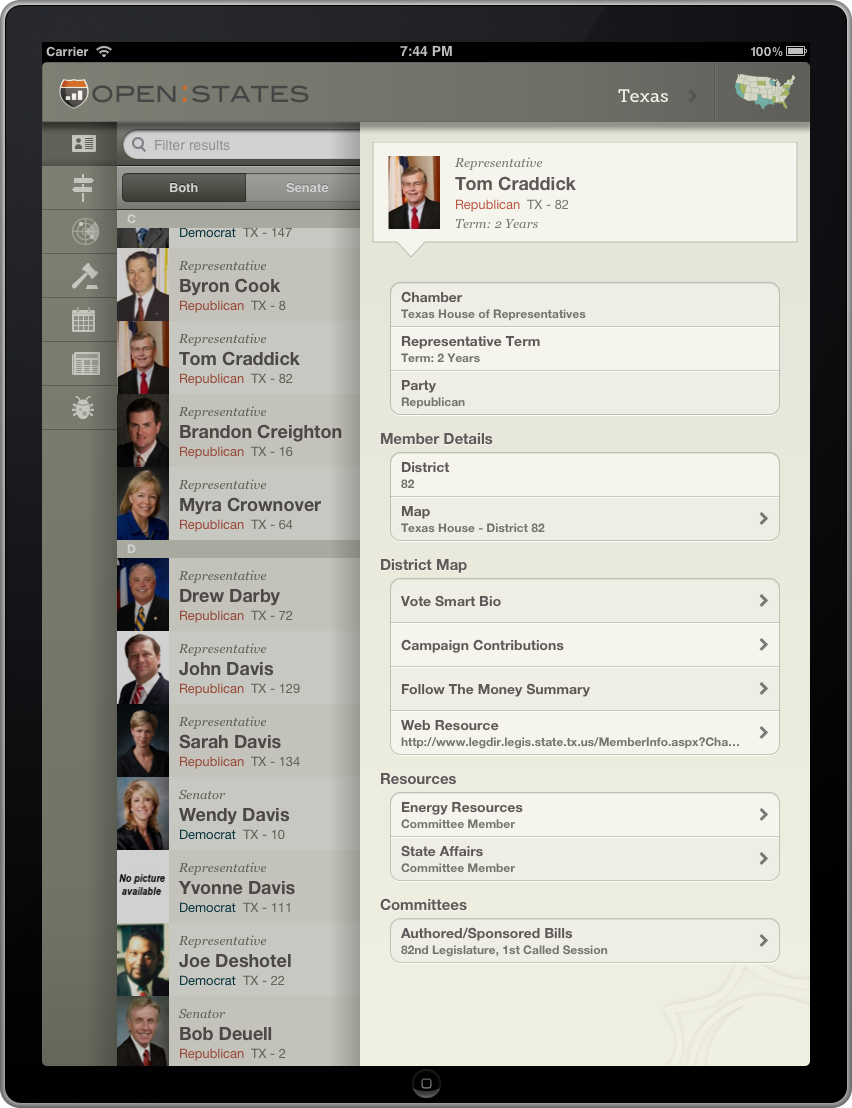 Carrier 7:44 PM 100%
OPEN:STATES Texas
Filter results
Both Senate
C
Democrat TX - 147
Representative
Byron Cook
Republican TX - 8
Representative
Tom Craddick
Republican TX - 82
Representative
Brandon Creighton
Republican TX - 16
Representative
Myra Crownover
Republican TX - 64
D
Representative
Drew Darby
Republican TX - 72
Representative
John Davis
Republican TX - 129
Representative
Sarah Davis
Republican TX - 134
Senator
Wendy Davis
Democrat TX - 10
No picture
available
Representative
Yvonne Davis
Democrat TX - 111
Representative
Joe Deshotel
Democrat TX - 22
Senator
Bob Deuell
Republican TX - 2
Representative
Tom Craddick
Republican TX - 82
Term: 2 Years
Chamber
Texas House of Representatives
Representative Term
Term: 2 Years
Party
Republican
Member Details
District
82
Map
Texas House - District 82
District Map
Vote Smart Bio
Campaign Contributions
Follow The Money Summary
Web Resource
http://www.legdir.legis.state.tx.us/MemberInfo.aspx?Cha...
Resources
Energy Resources
Committee Member
State Affairs
Committee Member
Committees
Authored/Sponsored Bills
82nd Legislature, 1st Called Session